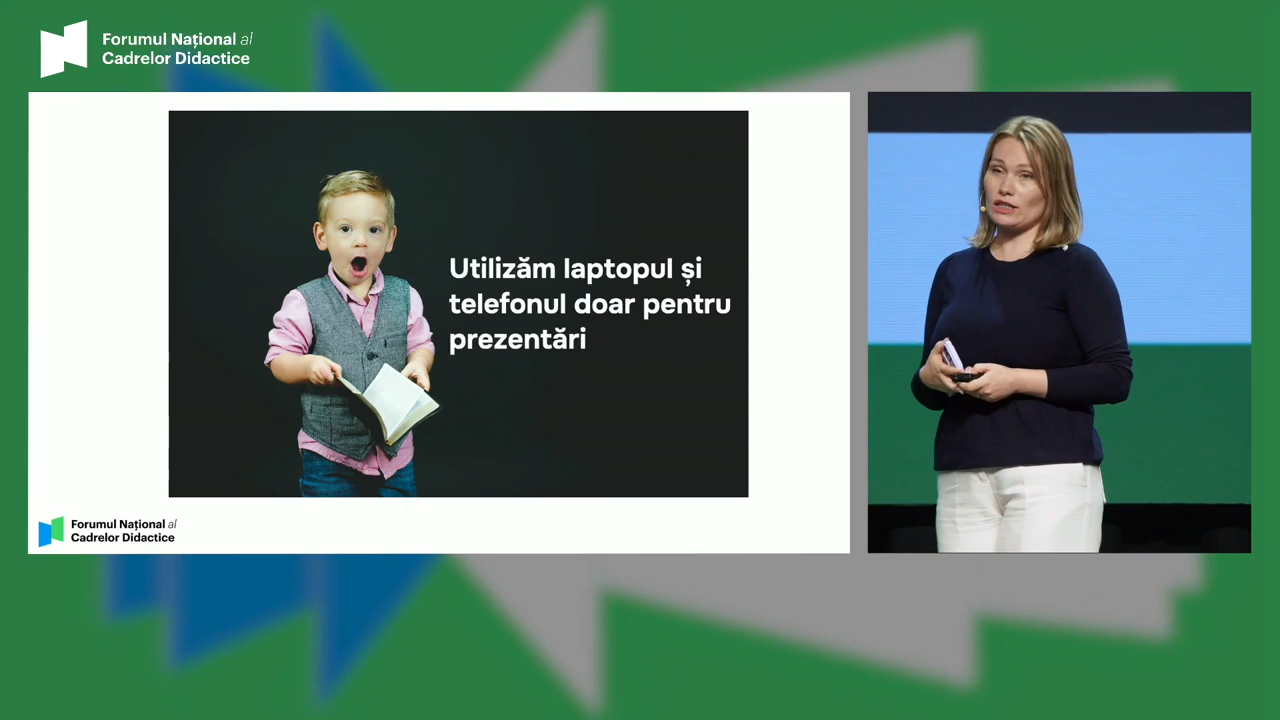 Forumul Național al
Cadrelor Didactice
Utilizăm laptopul și
telefonul doar pentru
prezentări
Forumul Național al
Cadrelor Didactice